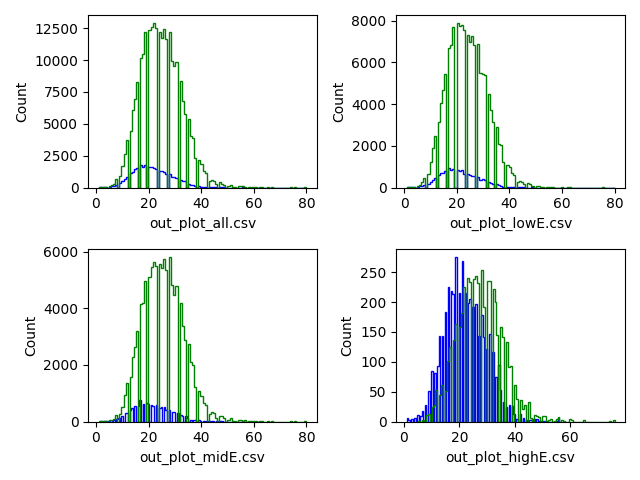 12500
10000
7500
5000
2500
0
Count
0 20 40 60 80
out_plot_all.csv
8000
6000
4000
2000
0
Count
0 20 40 60 80
out_plot_lowE.csv
6000
4000
2000
0
Count
0 20 40 60 80
out_plot_midE.csv
250
200
150
100
50
0
Count
0 20 40 60
out_plot_highE.csv